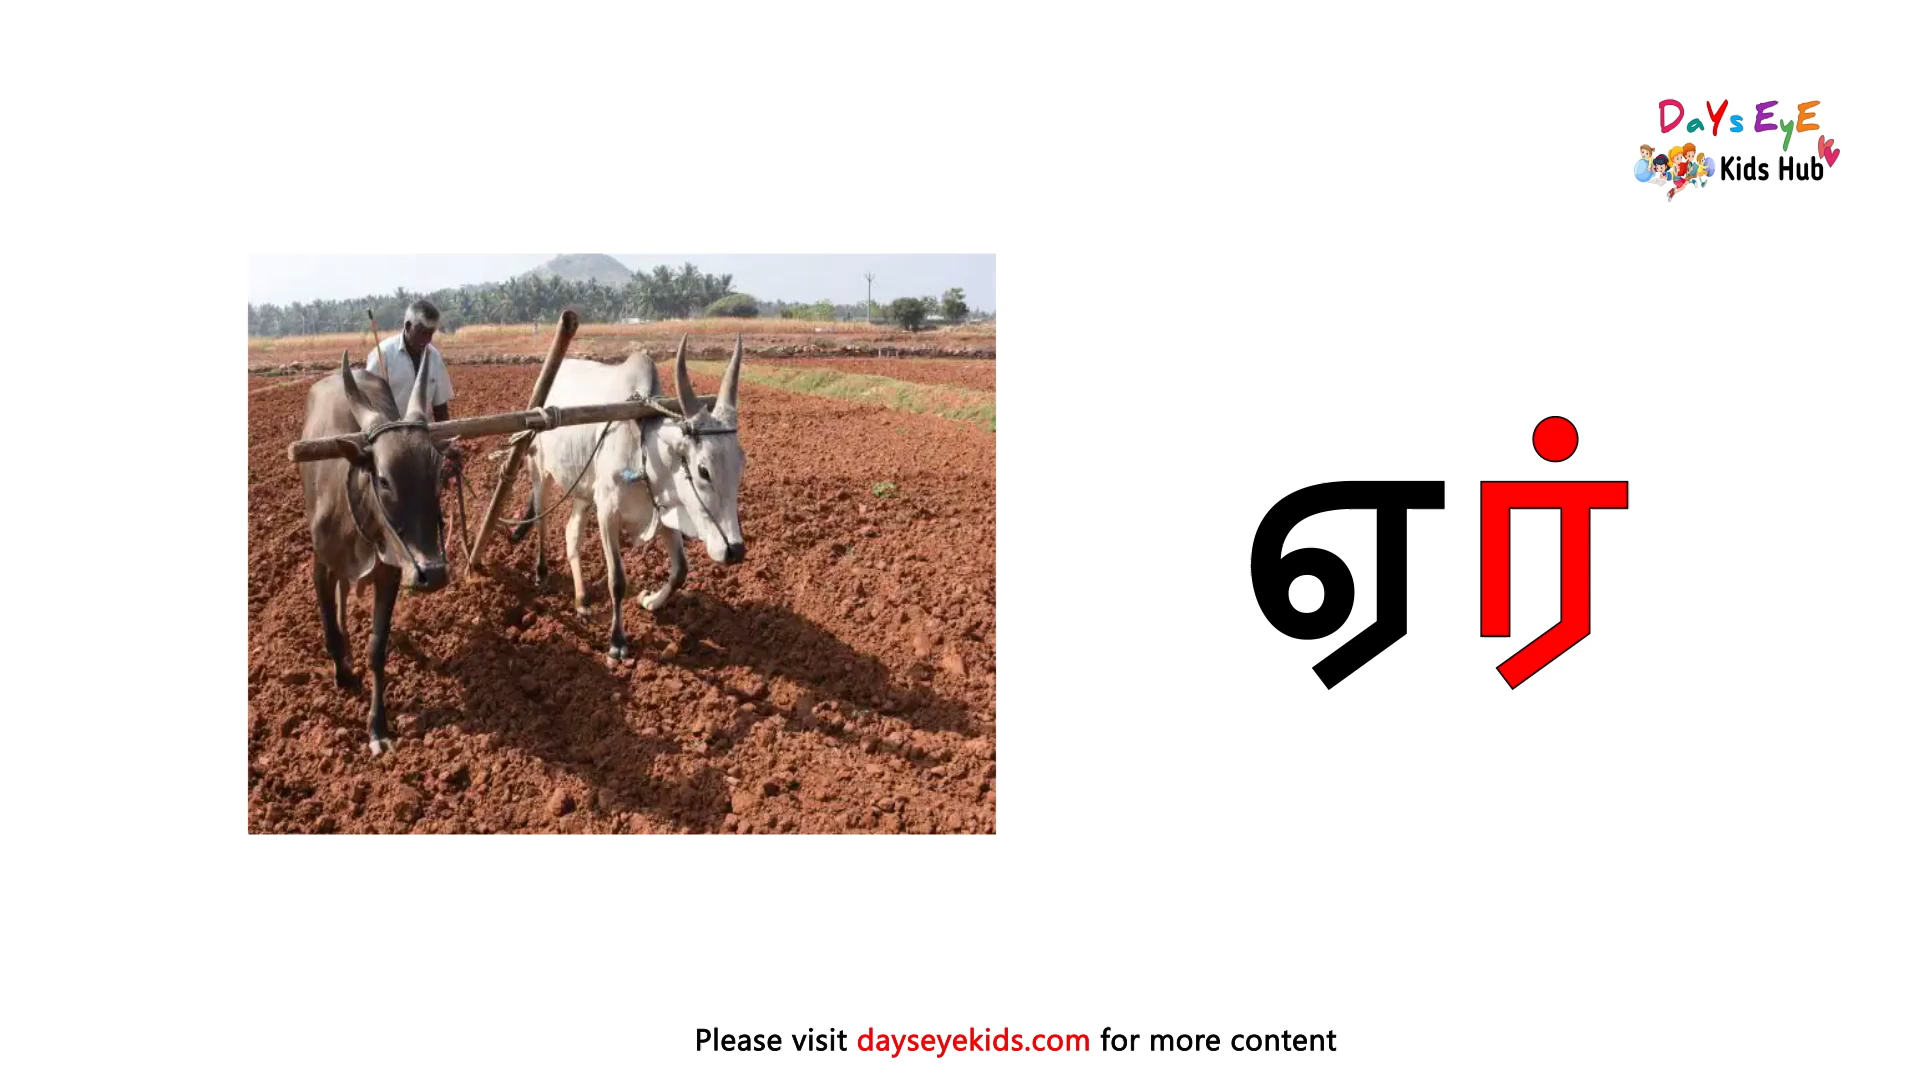 DaYs EyE
Kids Hub
ஏர்
Please visit dayseyekids.com for more content